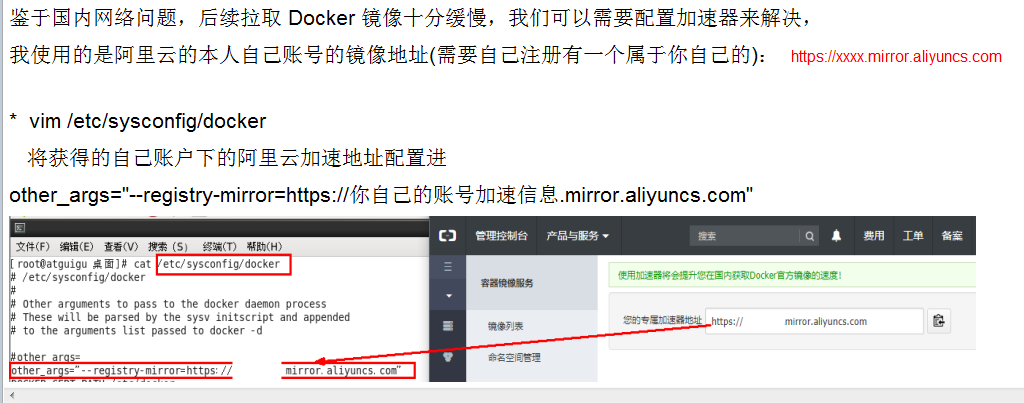 鉴于国内网络问题，后续拉取 Docker 镜像十分缓慢，我们可以需要配置加速器来解决，
我使用的是阿里云的本人自己账号的镜像地址(需要自己注册有一个属于你自己的)： https://xxxx.mirror.aliyuncs.com
* vim /etc/sysconfig/docker
将获得的自己账户下的阿里云加速地址配置进
other_args="--registry-mirror=https://你自己的账号加速信息.mirror.aliyuncs.com"
文件(F) 编辑(E) 查看(V) 搜索 (S) 终端(T) 帮助(H)
[ root@atguigu 桌面]# cat /etc/sysconfig/docker
# /etc/sysconfig/docker
#
# Other arguments to pass to the docker daemon process
# These will be parsed by the sysv initscript and appended
# to the arguments list passed to docker -d
#other_args=
other_args="--registry-mirror=https://       mirror.aliyuncs.com"
管理控制台 产品与服务 搜索 费用 工单 备案
容器镜像服务
镜像列表
命名空间管理
使用加速器将会提升您在国内获取Docker官方镜像的速度！
您的专属加速器地址 https://       mirror.aliyuncs.com